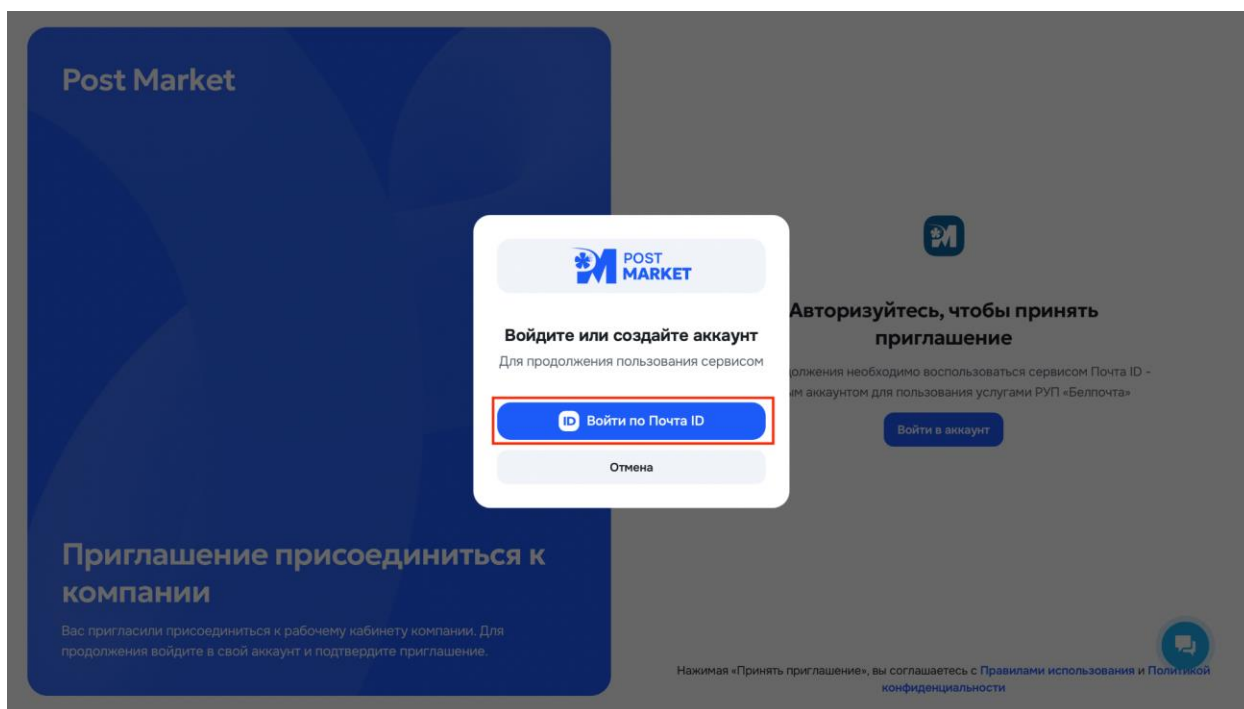 Post Market
POST
MARKET
Войдите или создайте аккаунт
Для продолжения пользования сервисом
ID Войти по Почта ID
Отмена
Авторизуйтесь, чтобы принять
приглашение
необходимо воспользоваться сервисом Почта ID -
аккаунтом для пользования услугами РУП «Белпочта»
Войти в аккаунт
Приглашение присоединиться к
компании
Вас пригласили присоединиться к рабочему кабинету компании. Для
продолжения войдите в свой аккаунт и подтвердите приглашение.
Нажимая «Принять приглашение», вы соглашаетесь с Правилами использования и Политикой
конфиденциальности